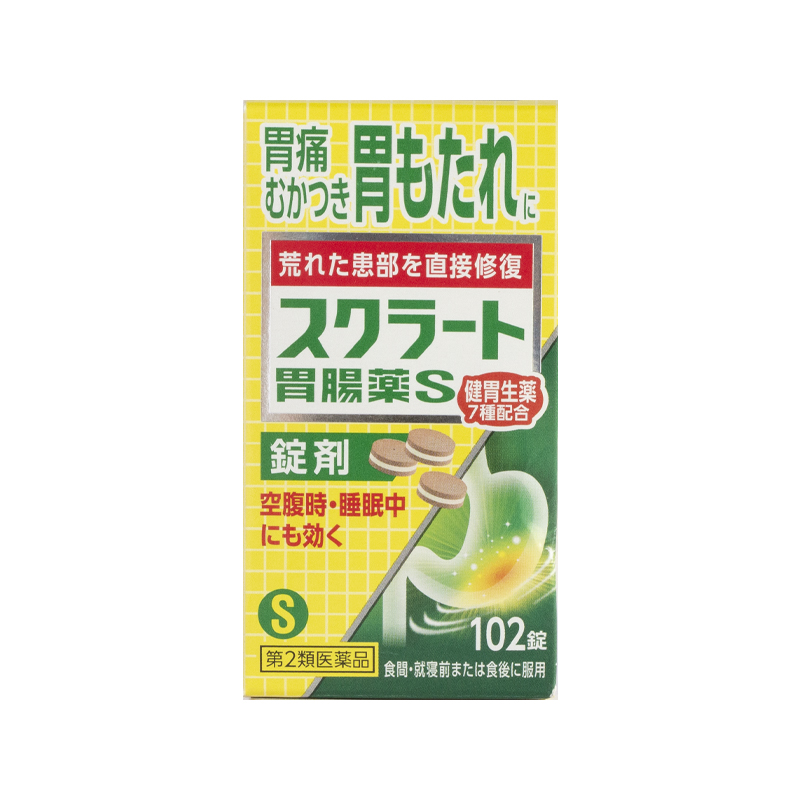 胃痛
むかつき
胃もたれに
荒れた患部を直接修復
スクラート
胃腸薬S
健胃生薬
7種配合
錠剤
空腹時・睡眠中
にも効く
S
第2類医薬品
102錠
食間・就寝前または食後に服用